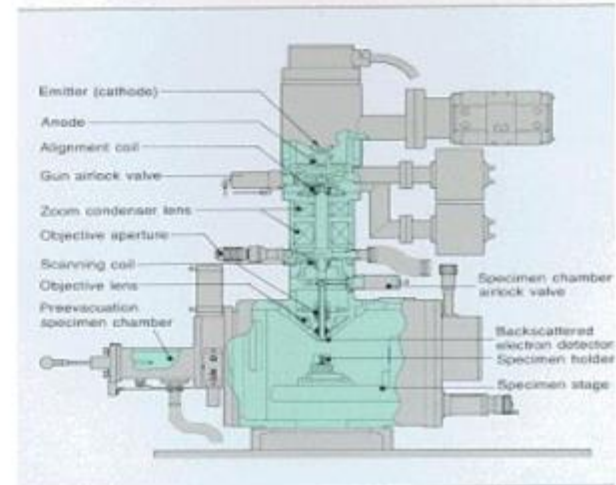 Emitter (cathode)
Anode
Alignment coil
Gun airlock valve
Zoom condenser lens
Objective aperture
Scanning coil
Objective lens
Preevacuation
specimen chamber
Specimen chamber
airlock valve
Backscattered
electron detector
Specimen holder
Specimen stage